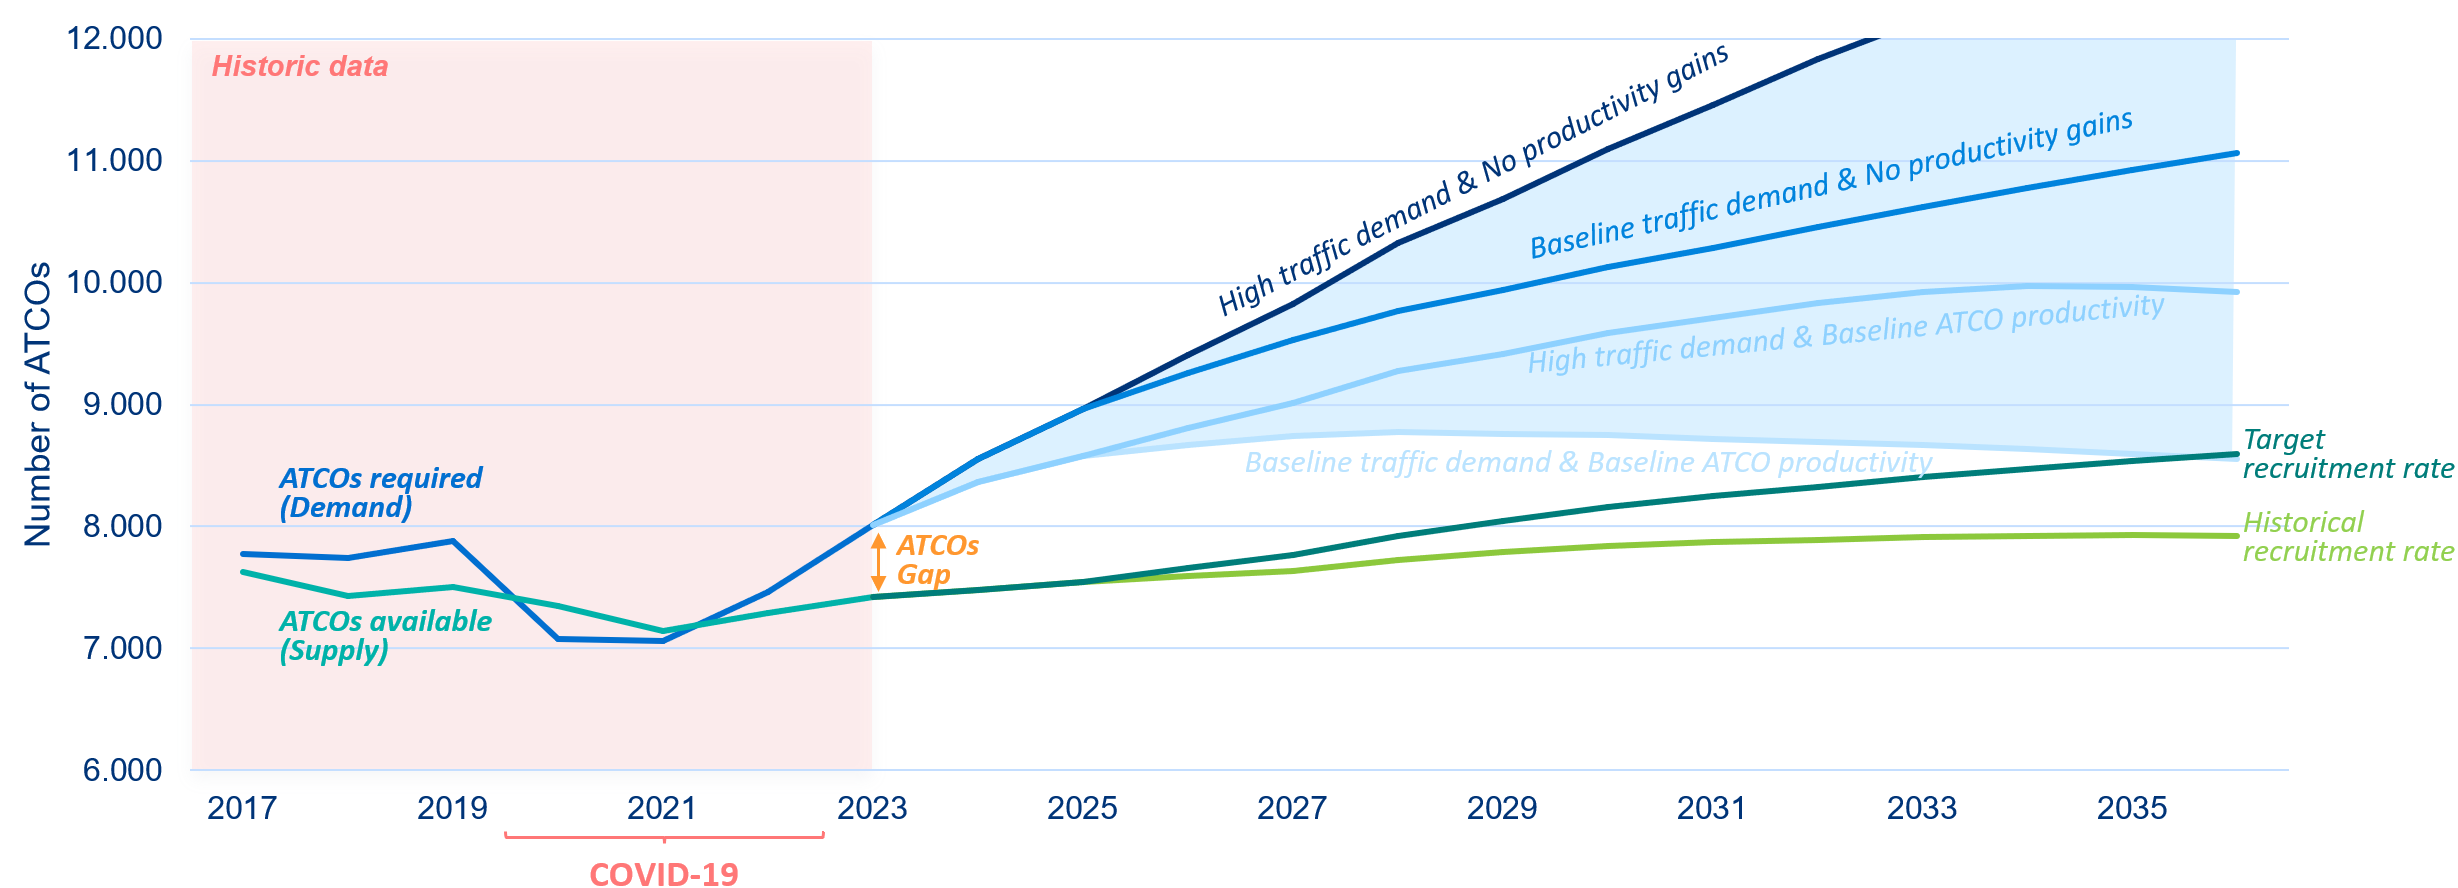 12.000
11.000
10.000
9.000
8.000
7.000
6.000
Number of ATCOs
Historic data
ATCOs required
(Demand)
ATCOs available
(Supply)
ATCOs
Gap
High traffic demand & No productivity gains
Baseline traffic demand & No productivity gains
High traffic demand & Baseline ATCO productivity
Baseline traffic demand & Baseline ATCO productivity
Target
recruitment rate
Historical
recruitment rate
2017 2019 2021 2023 2025 2027 2029 2031 2033 2035
COVID-19